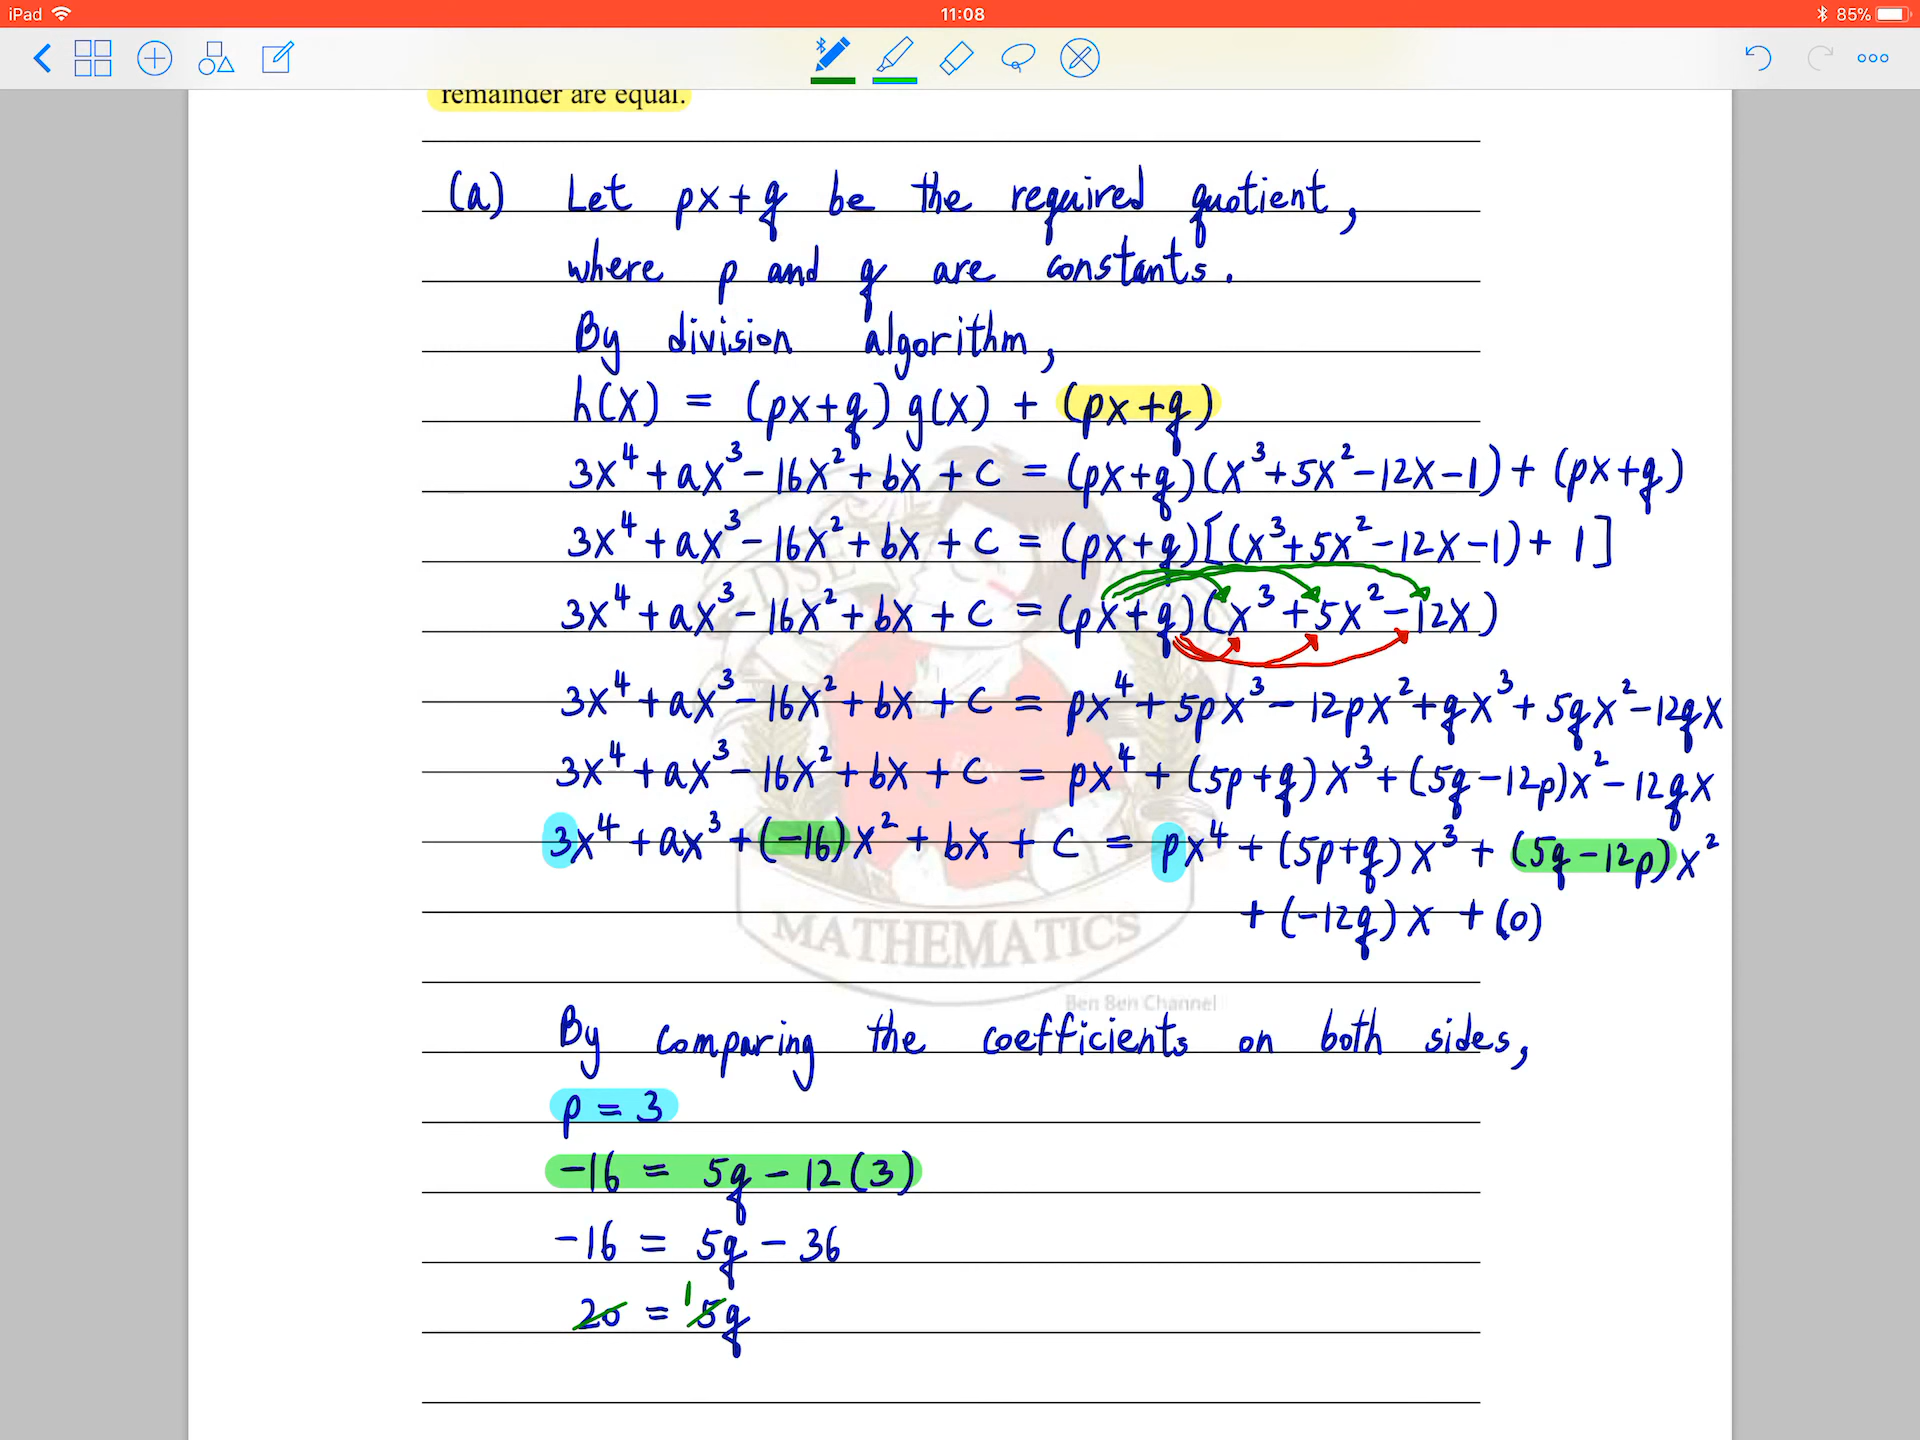 iPad 11:08 85%
remainder are equal.
(a) Let px+q be the required quotient,
where p and q are constants.
By division algorithm,
h(x) = (px+q) g(x) + (px+q)
3x⁴ + ax³ - 16x² + bx + c = (px+q)(x³+5x²-12x-1) + (px+q)
3x⁴ + ax³ - 16x² + bx + c = (px+q)[(x³+5x²-12x-1) + 1]
3x⁴ + ax³ - 16x² + bx + c = (px+q)(x³+5x²-12x)
3x⁴ + ax³ - 16x² + bx + c = px⁴ + 5px³ - 12px² + qx³ + 5qx² - 12qx
3x⁴ + ax³ - 16x² + bx + c = px⁴ + (5p+q)x³ + (5q-12p)x² - 12qx
3x⁴ + ax³ + (-16)x² + bx + c = px⁴ + (5p+q)x³ + (5q-12p)x²
+ (-12q)x + (0)
MATHEMATICS
Ben Ben Channel
By comparing the coefficients on both sides,
p = 3
-16 = 5q - 12(3)
-16 = 5q - 36
1
20 = 5q